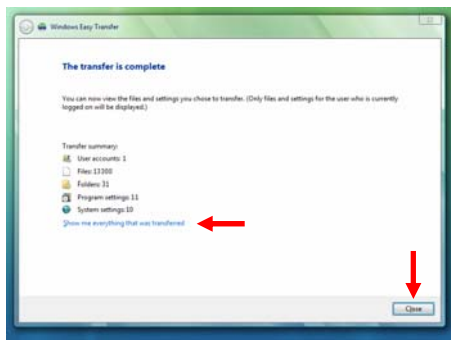 Windows Easy Transfer
The transfer is complete
You can now view the files and settings you chose to transfer. (Only files and settings for the user who is currently
logged on will be displayed.)
Transfer summary:
User accounts: 1
Files: 13300
Folders: 31
Program settings: 11
System settings: 10
Show me everything that was transferred
Close